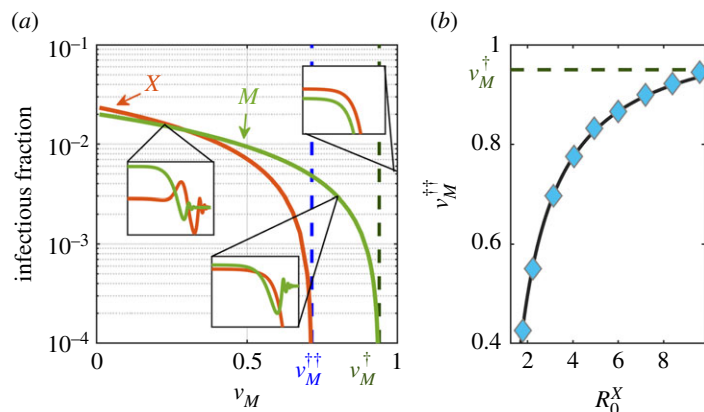 (a)
(b)
10⁻¹
10⁻²
10⁻³
10⁻⁴
infectious fraction
X
M
0
0.5
1
v_M^{††}
v_M^†
v_M
1
0.8
0.6
0.4
v_M^†
v_M^{††}
2
4
6
8
R_0^X